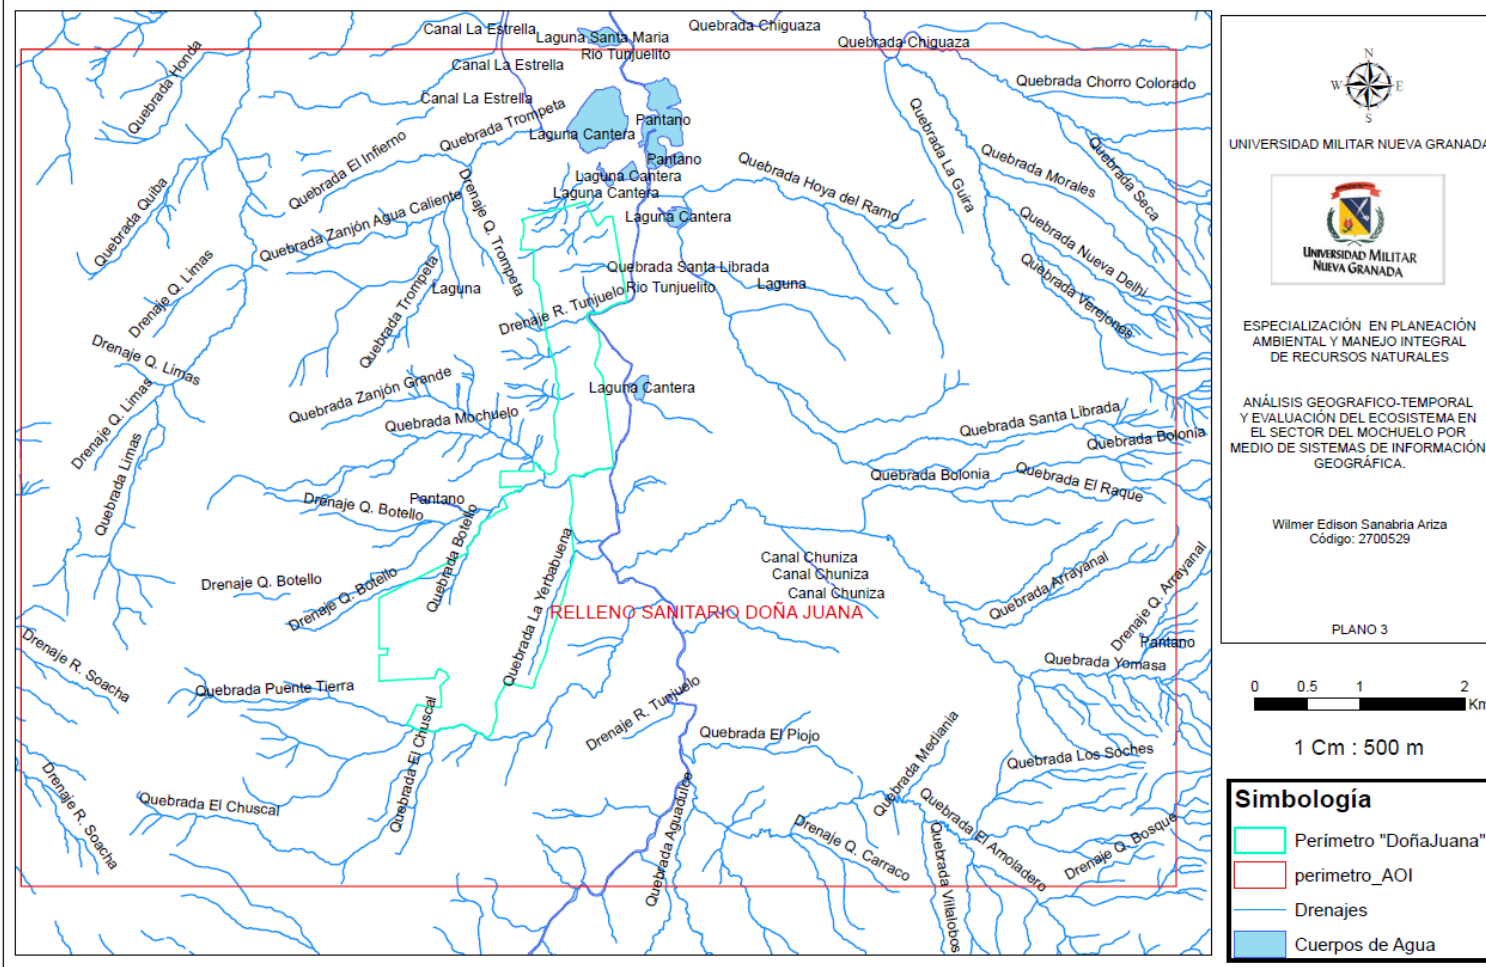 Canal La Estrella
Laguna Santa Maria
Quebrada Chiguaza
Rio Tunjuelito
Quebrada Chiguaza
Quebrada Honda
Canal La Estrella
Quebrada Chorro Colorado
Canal La Estrella
Quebrada Trompeta
Pantano
Laguna Cantera
Quebrada El Infierno
Pantano
Laguna Cantera
Laguna Cantera
Laguna Cantera
Quebrada Hoya del Ramo
Quebrada La Guira
Quebrada Morales
Quebrada Seca
Quebrada Quiba
Quebrada Zanjón Agua Caliente
Drenaje Q. Trompeta
Quebrada Nueva Delhi
Quebrada Verejones
Drenaje Q. Limas
Quebrada Trompeta
Laguna
Quebrada Santa Librada
Rio Tunjuelito
Laguna
Drenaje R. Tunjuelo
Drenaje Q. Limas
Drenaje Q. Limas
Quebrada Zanjón Grande
Laguna Cantera
Quebrada Mochuelo
Quebrada Santa Librada
Quebrada Bolonia
Quebrada Limas
Quebrada Bolonia
Quebrada El Raque
Pantano
Drenaje Q. Botello
Quebrada Botello
Quebrada La Yerbabuena
Canal Chuniza
Canal Chuniza
Canal Chuniza
Drenaje Q. Botello
Drenaje Q. Botello
Quebrada Arrayanal
Drenaje Q. Arrayanal
RELLENO SANITARIO DOÑA JUANA
Pantano
Quebrada Yomasa
Drenaje R. Soacha
Quebrada Puente Tierra
Quebrada El Chuscal
Drenaje R. Tunjuelo
Quebrada El Piojo
Quebrada Mediania
Quebrada Los Soches
Drenaje R. Soacha
Quebrada El Chuscal
Quebrada Aguadulce
Drenaje Q. Carraco
Quebrada Villalobos
Quebrada El Amoladero
Drenaje Q. Bosque
N
W E
S
UNIVERSIDAD MILITAR NUEVA GRANADA
UNIVERSIDAD MILITAR
NUEVA GRANADA
ESPECIALIZACIÓN EN PLANEACIÓN
AMBIENTAL Y MANEJO INTEGRAL
DE RECURSOS NATURALES
ANÁLISIS GEOGRAFICO-TEMPORAL
Y EVALUACIÓN DEL ECOSISTEMA EN
EL SECTOR DEL MOCHUELO POR
MEDIO DE SISTEMAS DE INFORMACIÓN
GEOGRÁFICA.
Wilmer Edison Sanabria Ariza
Código: 2700529
PLANO 3
0 0.5 1 2
Km
1 Cm : 500 m
Simbología
Perímetro "DoñaJuana"
perimetro_AOI
Drenajes
Cuerpos de Agua